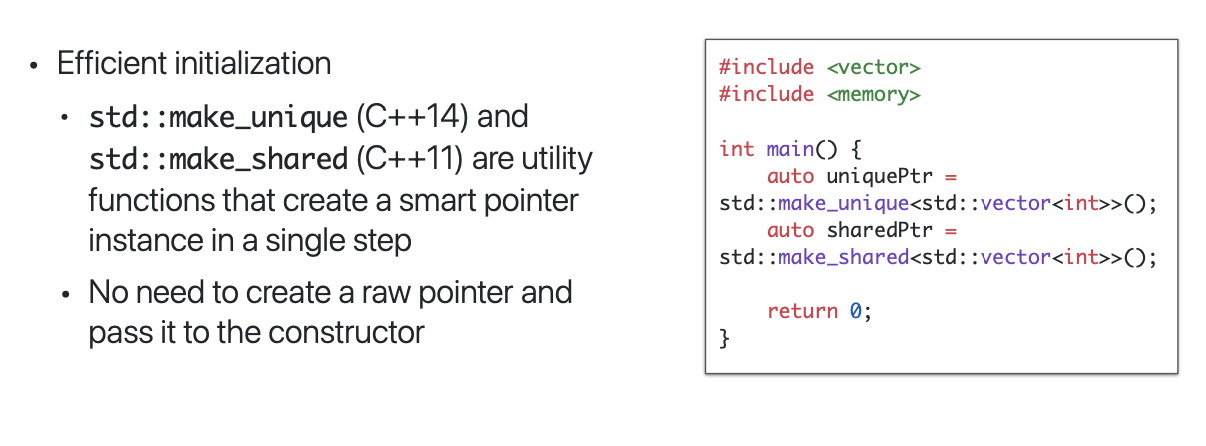 • Efficient initialization
• std::make_unique (C++14) and
std::make_shared (C++11) are utility
functions that create a smart pointer
instance in a single step
• No need to create a raw pointer and
pass it to the constructor
#include <vector>
#include <memory>
int main() {
    auto uniquePtr =
std::make_unique<std::vector<int>>();
    auto sharedPtr =
std::make_shared<std::vector<int>>();
    return 0;
}